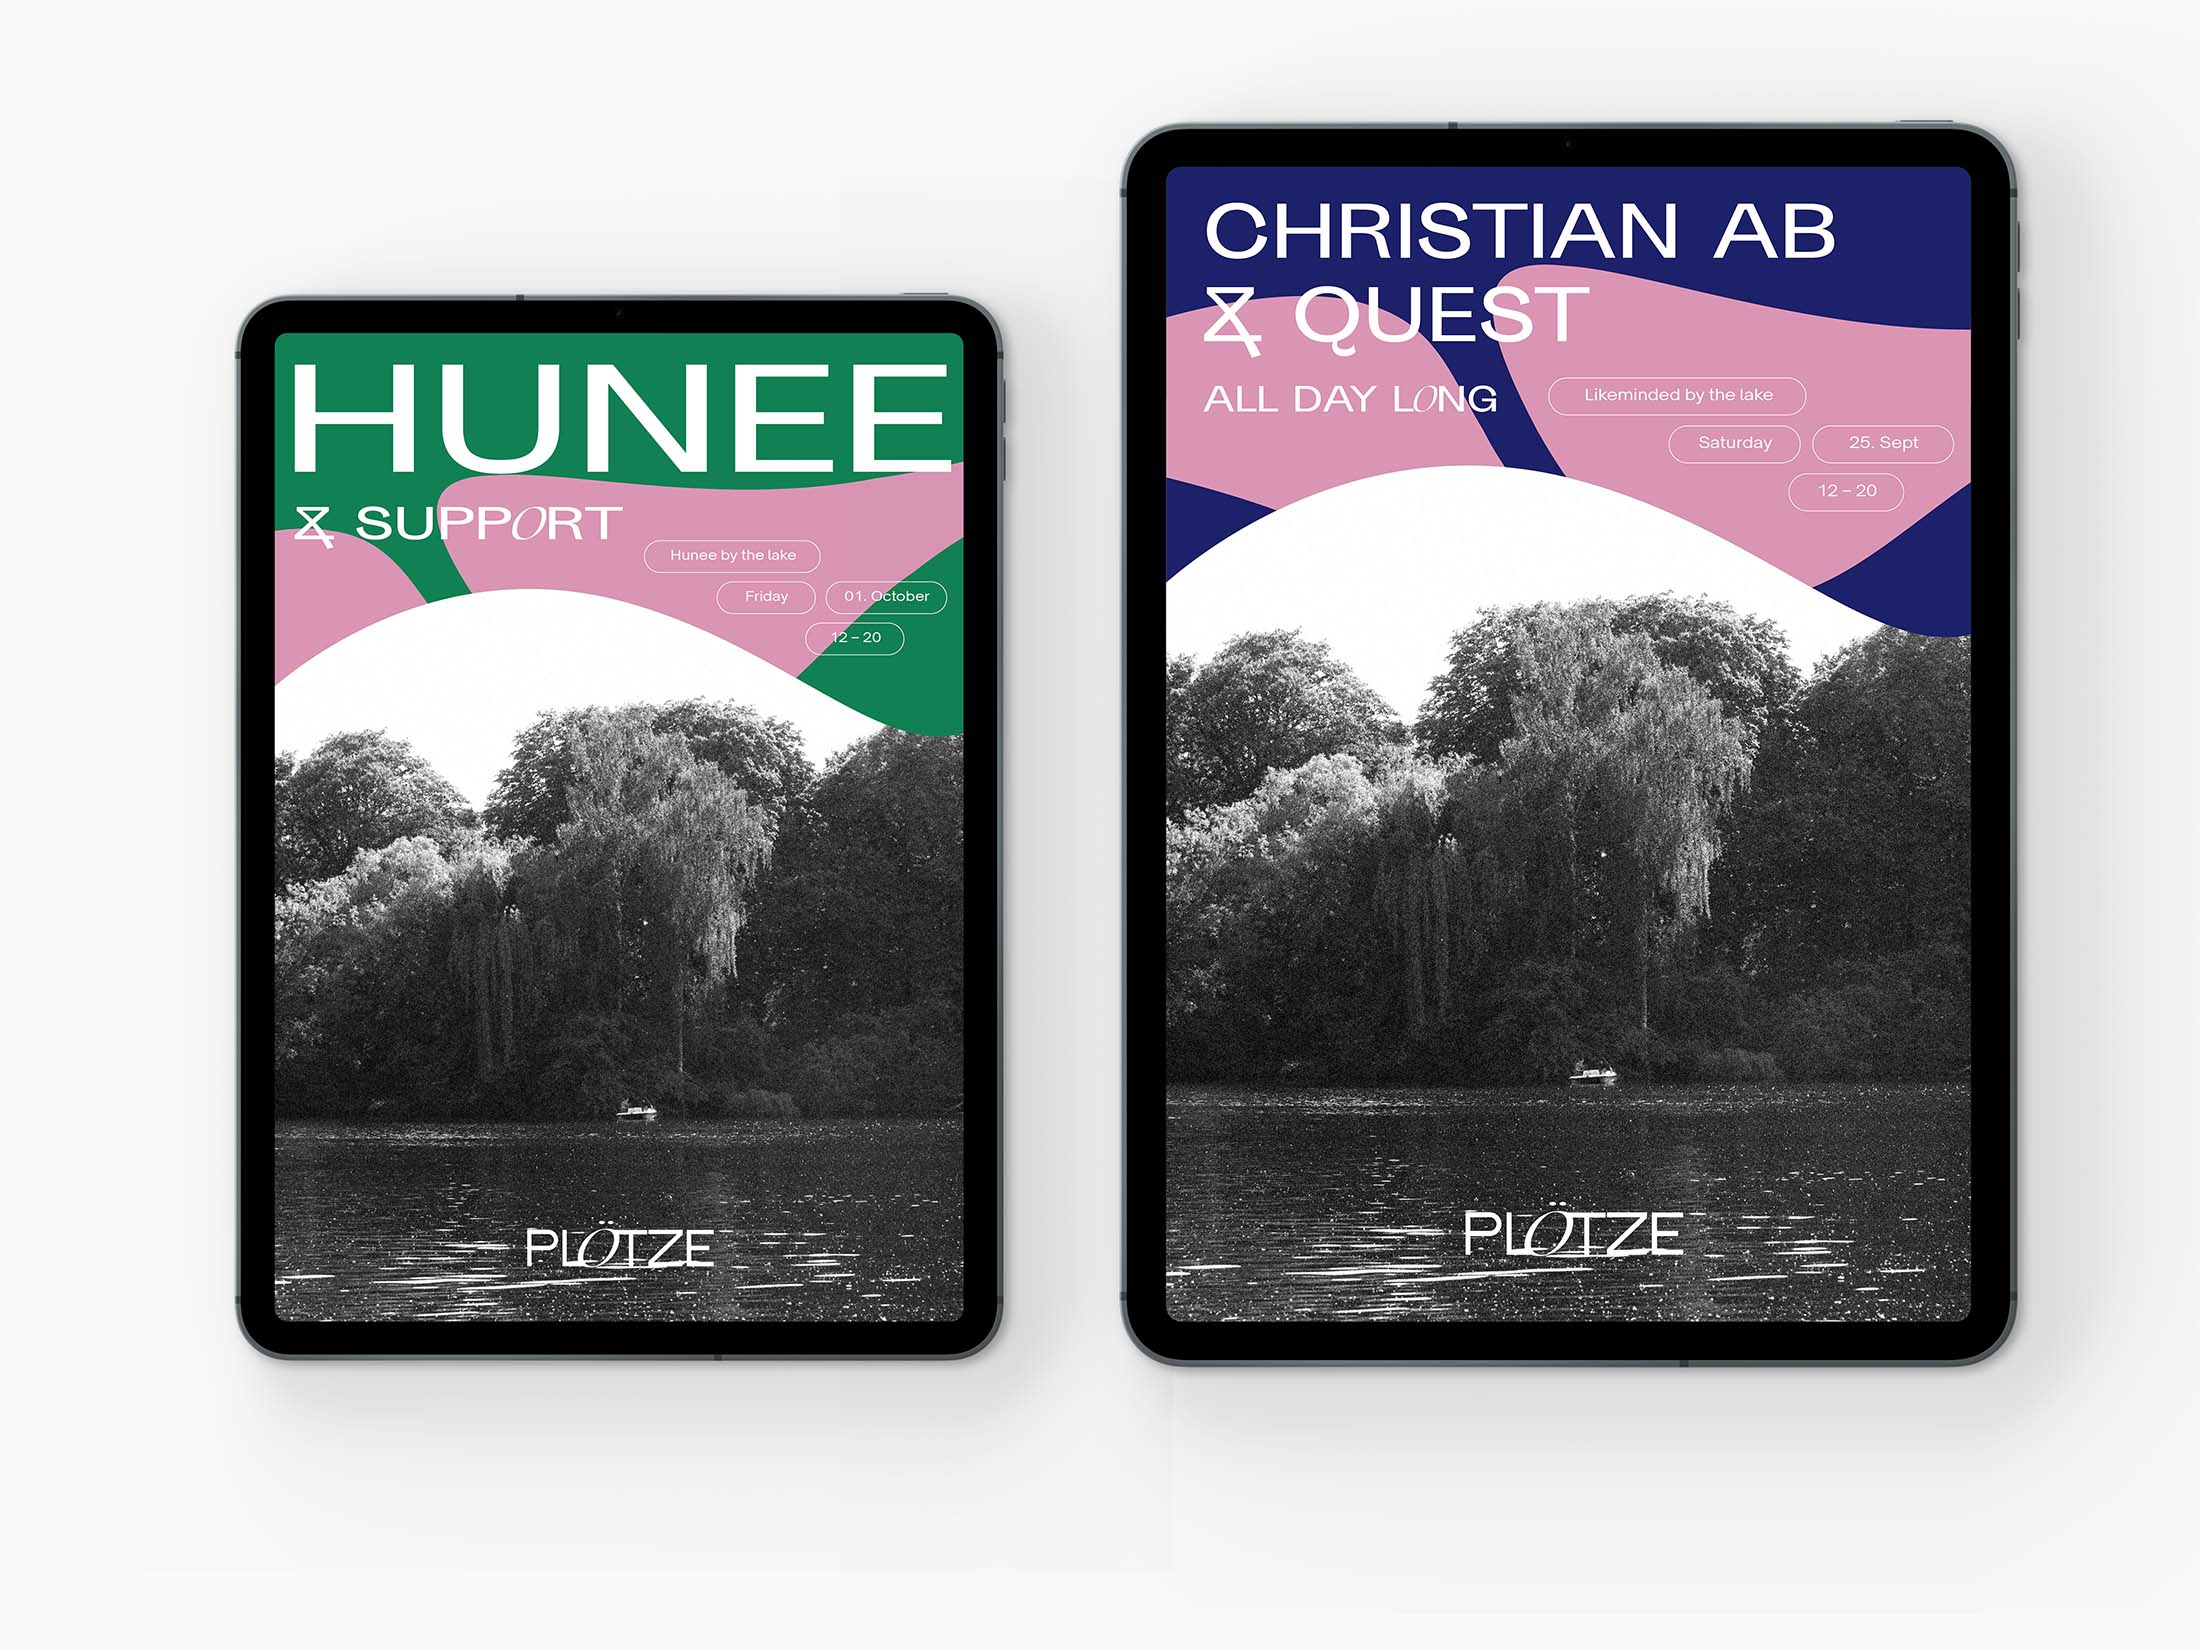 HUNEE
& SUPPORT
Hunee by the lake
Friday
01. October
12 – 20
PLÖTZE
CHRISTIAN AB
& QUEST
ALL DAY LONG
Likeminded by the lake
Saturday
25. Sept
12 – 20
PLÖTZE